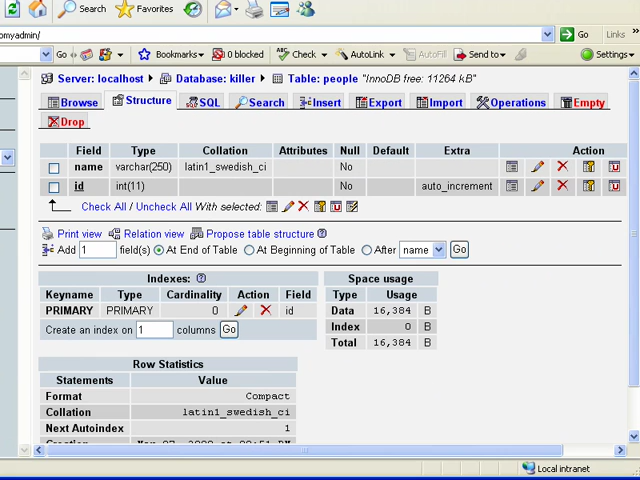 Search Favorites
omyadmin/ Go Links
Go Bookmarks 0 blocked Check AutoLink AutoFill Send to Settings
Server: localhost Database: killer Table: people "InnoDB free: 11264 kB"
Browse Structure SQL Search Insert Export Import Operations Empty
Drop
Field Type Collation Attributes Null Default Extra Action
name varchar(250) latin1_swedish_ci No
id int(11) No auto_increment
Check All / Uncheck All With selected:
Print view Relation view Propose table structure
Add 1 field(s) At End of Table At Beginning of Table After name Go
Indexes:
Keyname Type Cardinality Action Field
PRIMARY PRIMARY 0 id
Create an index on 1 columns Go
Space usage
Type Usage
Data 16,384 B
Index 0 B
Total 16,384 B
Row Statistics
Statements Value
Format Compact
Collation latin1_swedish_ci
Next Autoindex 1
Local intranet